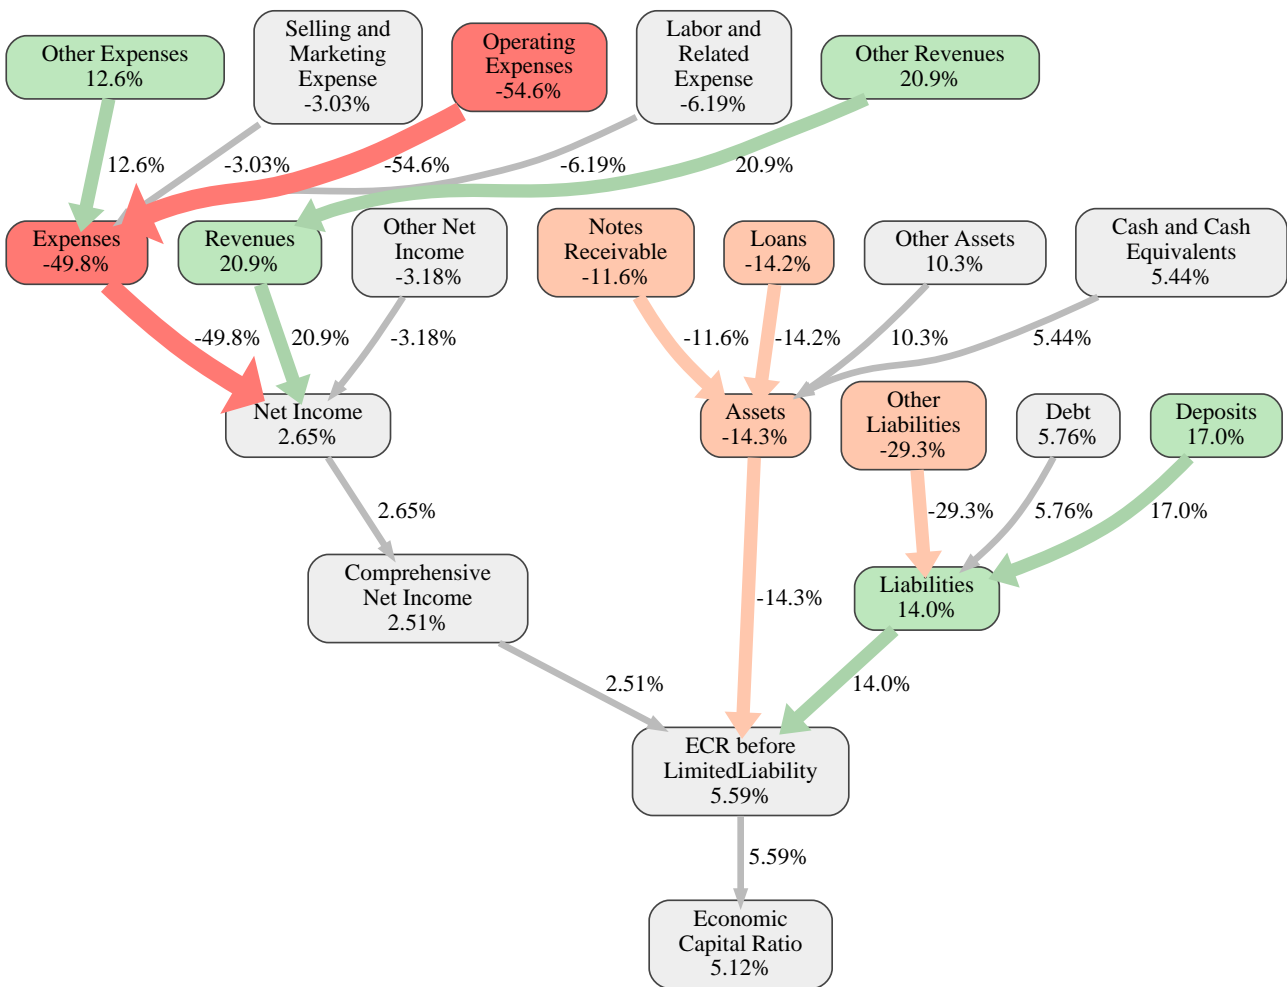 Other Expenses
12.6%
Selling and
Marketing
Expense
-3.03%
Operating
Expenses
-54.6%
Labor and
Related
Expense
-6.19%
Other Revenues
20.9%
12.6%
-3.03%
-54.6%
-6.19%
20.9%
Expenses
-49.8%
Revenues
20.9%
Other Net
Income
-3.18%
Notes
Receivable
-11.6%
Loans
-14.2%
Other Assets
10.3%
Cash and Cash
Equivalents
5.44%
-49.8%
20.9%
-3.18%
-11.6%
-14.2%
10.3%
5.44%
Net Income
2.65%
Assets
-14.3%
Other
Liabilities
-29.3%
Debt
5.76%
Deposits
17.0%
2.65%
-29.3%
5.76%
17.0%
Comprehensive
Net Income
2.51%
-14.3%
Liabilities
14.0%
2.51%
14.0%
ECR before
LimitedLiability
5.59%
5.59%
Economic
Capital Ratio
5.12%